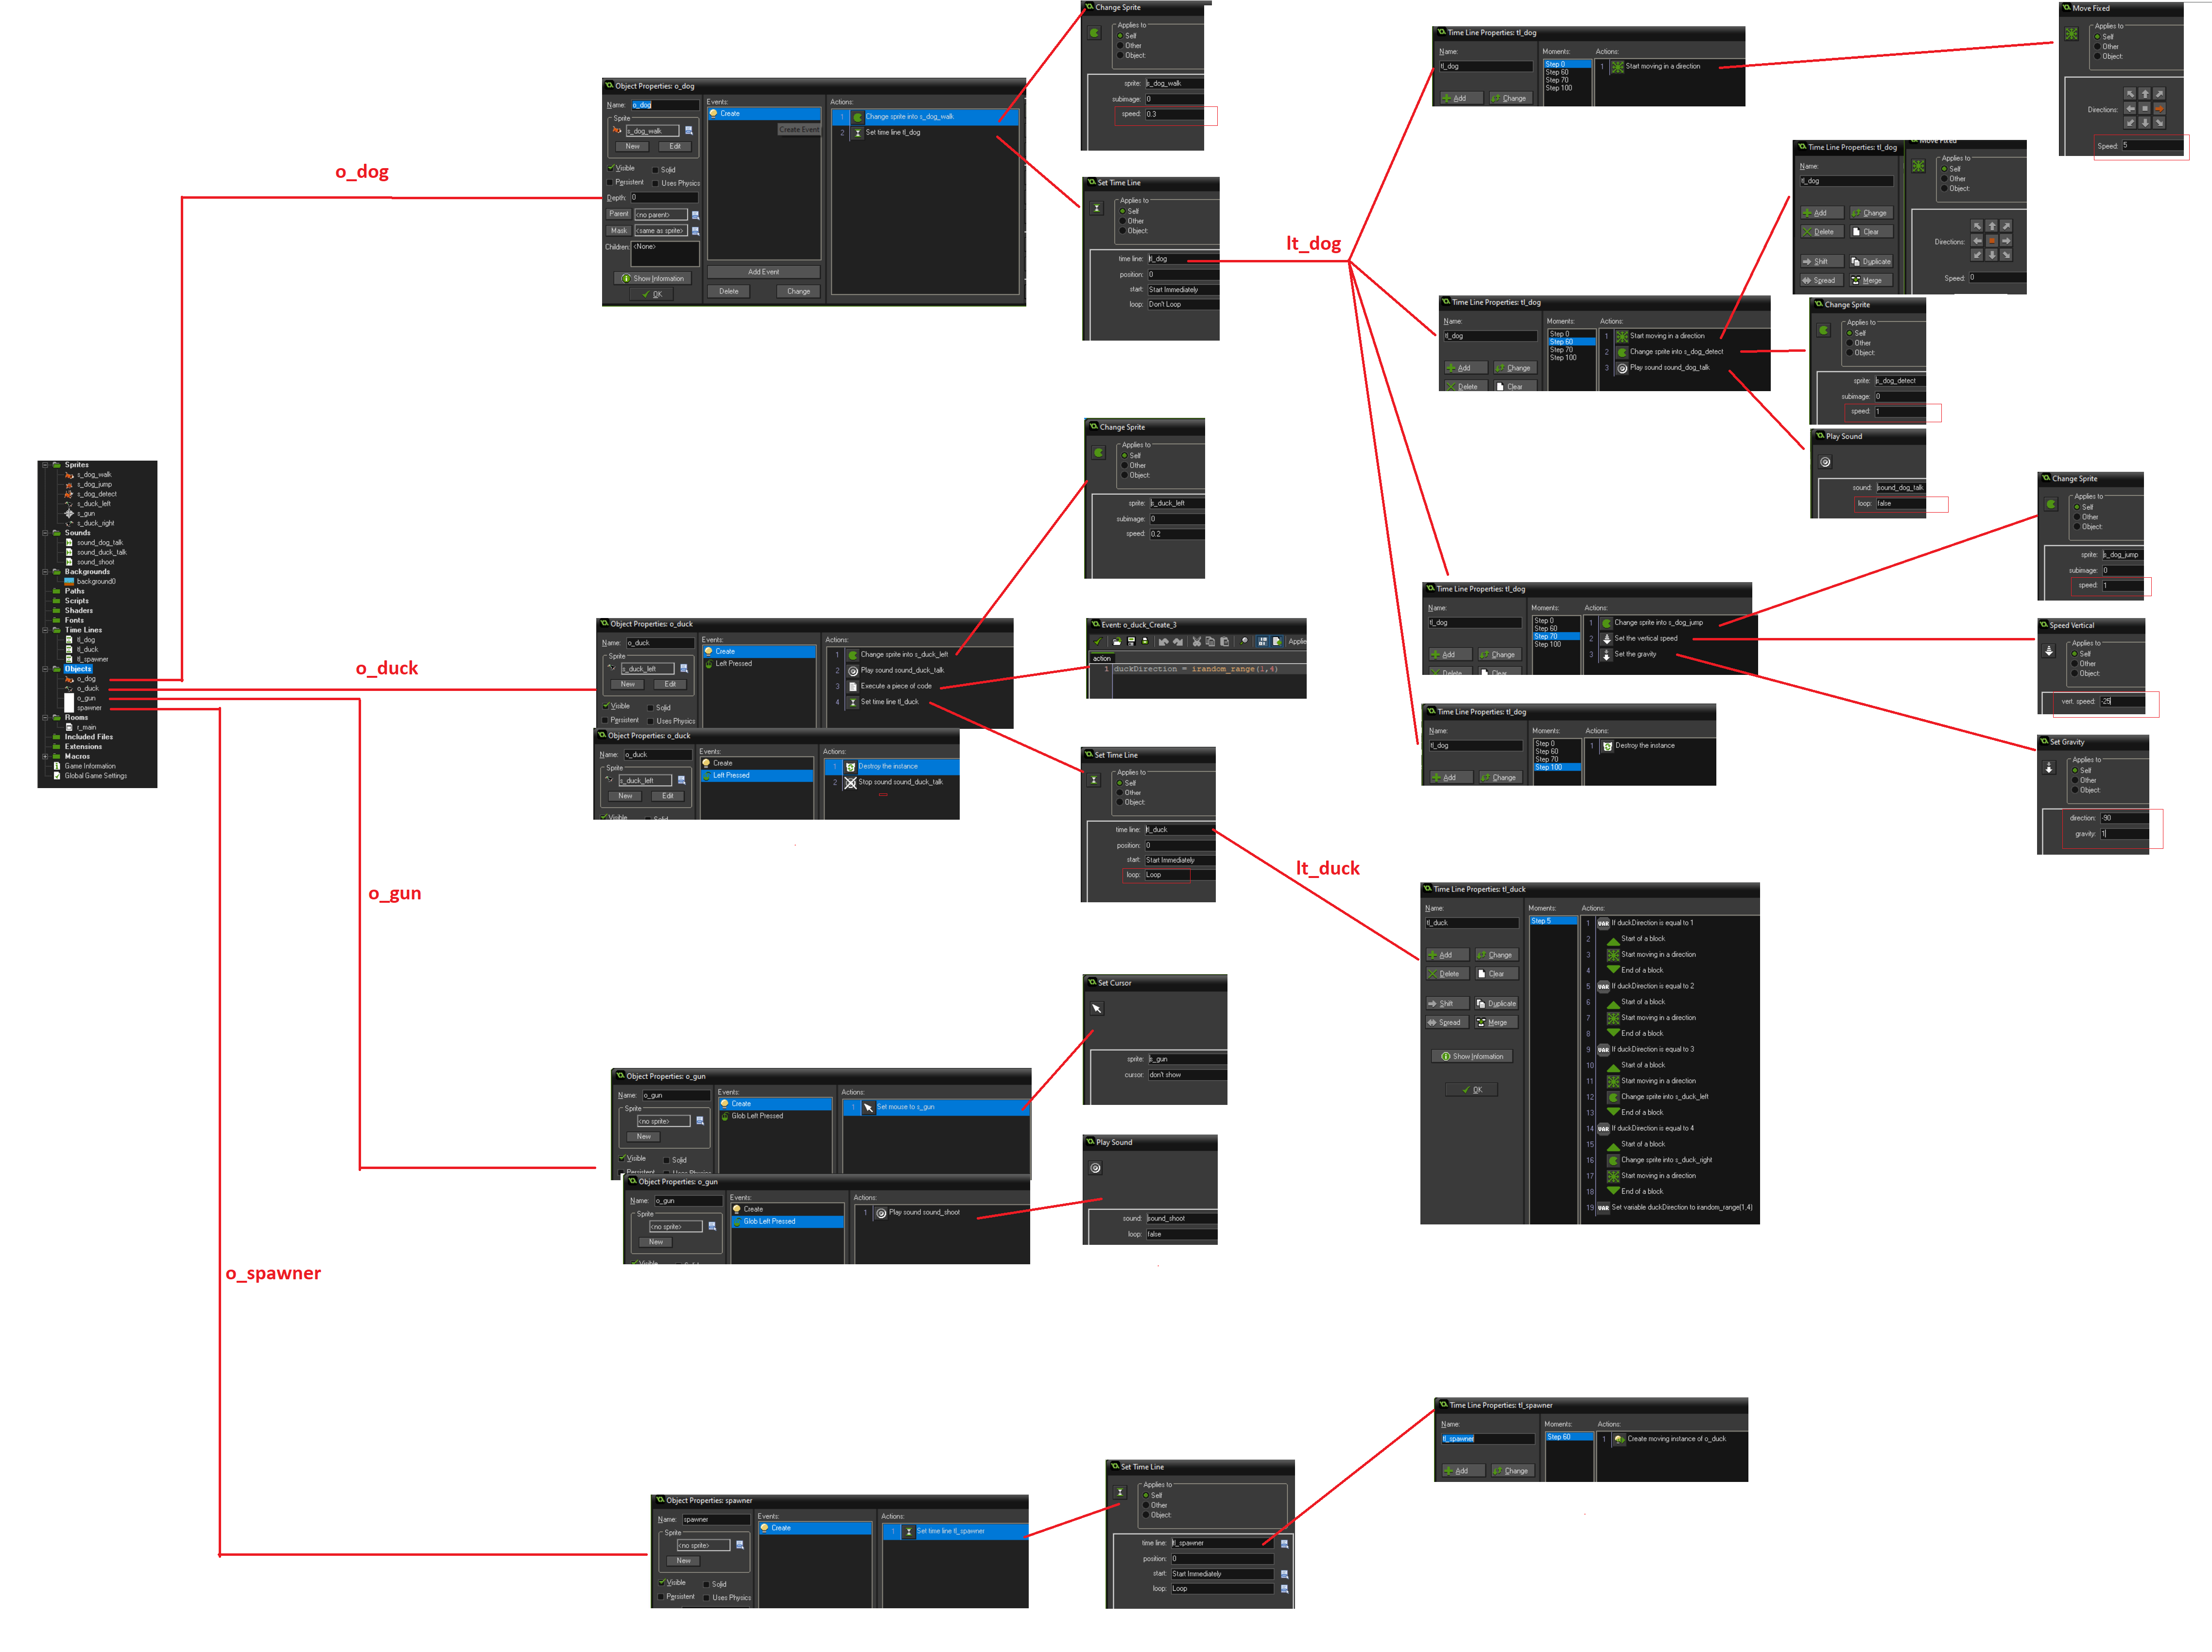 Sprites
s_dog_walk
s_dog_jump
s_dog_detect
s_duck_left
s_gun
s_duck_right
Sounds
sound_dog_talk
sound_duck_talk
sound_shoot
Backgrounds
background0
Paths
Scripts
Shaders
Fonts
Time Lines
tl_dog
tl_duck
tl_spawner
Objects
o_dog
o_duck
o_gun
spawner
Rooms
r_main
Included Files
Extensions
Macros
Game Information
Global Game Settings
o_dog
Object Properties: o_dog
Name: o_dog
Sprite
s_dog_walk
New Edit
Visible Solid
Persistent Uses Physics
Depth: 0
Parent <no parent>
Mask <same as sprite>
Children: <None>
Show Information
OK
Events:
Create
Create Event
Add Event
Delete Change
Actions:
1 Change sprite into s_dog_walk
2 Set time line tl_dog
Change Sprite
Applies to
Self
Other
Object:
sprite: s_dog_walk
subimage: 0
speed: 0.3
Set Time Line
Applies to
Self
Other
Object:
time line: tl_dog
position: 0
start: Start Immediately
loop: Don't Loop
lt_dog
Time Line Properties: tl_dog
Name:
tl_dog
Add Change
Moments:
Step 0
Step 60
Step 70
Step 100
Actions:
1 Start moving in a direction
Move Fixed
Applies to
Self
Other
Object:
Directions:
Speed: 5
Time Line Properties: tl_dog
Name:
tl_dog
Add Change
Delete Clear
Moments:
Step 0
Step 60
Step 70
Step 100
Actions:
1 Start moving in a direction
2 Change sprite into s_dog_detect
3 Play sound sound_dog_talk
Time Line Properties: tl_dog
Name:
tl_dog
Add Change
Delete Clear
Shift Duplicate
Spread Merge
Move Fixed
Applies to
Self
Other
Object:
Directions:
Speed: 0
Change Sprite
Applies to
Self
Other
Object:
sprite: s_dog_detect
subimage: 0
speed: 1
Play Sound
sound: sound_dog_talk
loop: false
Time Line Properties: tl_dog
Name:
tl_dog
Add Change
Delete Clear
Moments:
Step 0
Step 60
Step 70
Step 100
Actions:
1 Change sprite into s_dog_jump
2 Set the vertical speed
3 Set the gravity
Change Sprite
Applies to
Self
Other
Object:
sprite: s_dog_jump
subimage: 0
speed: 1
Speed Vertical
Applies to
Self
Other
Object:
vert. speed: -25
Set Gravity
Applies to
Self
Other
Object:
direction: -90
gravity: 1
Time Line Properties: tl_dog
Name:
tl_dog
Add Change
Moments:
Step 0
Step 60
Step 70
Step 100
Actions:
1 Destroy the instance
o_duck
Object Properties: o_duck
Name: o_duck
Sprite
s_duck_left
New Edit
Visible Solid
Persistent Uses Physics
Events:
Create
Left Pressed
Actions:
1 Change sprite into s_duck_left
2 Play sound sound_duck_talk
3 Execute a piece of code
4 Set time line tl_duck
Object Properties: o_duck
Name: o_duck
Sprite
s_duck_left
New Edit
Visible Solid
Events:
Create
Left Pressed
Actions:
1 Destroy the instance
2 Stop sound sound_duck_talk
Change Sprite
Applies to
Self
Other
Object:
sprite: s_duck_left
subimage: 0
speed: 0.2
Event: o_duck_Create_3
Applie
action
1 duckDirection = irandom_range(1,4)
Set Time Line
Applies to
Self
Other
Object:
time line: tl_duck
position: 0
start: Start Immediately
loop: Loop
lt_duck
Time Line Properties: tl_duck
Name:
tl_duck
Add Change
Delete Clear
Shift Duplicate
Spread Merge
Show Information
OK
Moments:
Step 5
Actions:
1 VAR If duckDirection is equal to 1
2 Start of a block
3 Start moving in a direction
4 End of a block
5 VAR If duckDirection is equal to 2
6 Start of a block
7 Start moving in a direction
8 End of a block
9 VAR If duckDirection is equal to 3
10 Start of a block
11 Start moving in a direction
12 Change sprite into s_duck_left
13 End of a block
14 VAR If duckDirection is equal to 4
15 Start of a block
16 Change sprite into s_duck_right
17 Start moving in a direction
18 End of a block
19 VAR Set variable duckDirection to irandom_range(1,4)
o_gun
Object Properties: o_gun
Name: o_gun
Sprite
<no sprite>
New
Visible Solid
Persistent Uses Physics
Events:
Create
Glob Left Pressed
Actions:
1 Set mouse to s_gun
Object Properties: o_gun
Name: o_gun
Sprite
<no sprite>
New
Visible Solid
Events:
Create
Glob Left Pressed
Actions:
1 Play sound sound_shoot
Set Cursor
sprite: s_gun
cursor: don't show
Play Sound
sound: sound_shoot
loop: false
o_spawner
Object Properties: spawner
Name: spawner
Sprite
<no sprite>
New
Visible Solid
Persistent Uses Physics
Events:
Create
Actions:
1 Set time line tl_spawner
Set Time Line
Applies to
Self
Other
Object:
time line: tl_spawner
position: 0
start: Start Immediately
loop: Loop
Time Line Properties: tl_spawner
Name:
tl_spawner
Add Change
Moments:
Step 60
Actions:
1 Create moving instance of o_duck